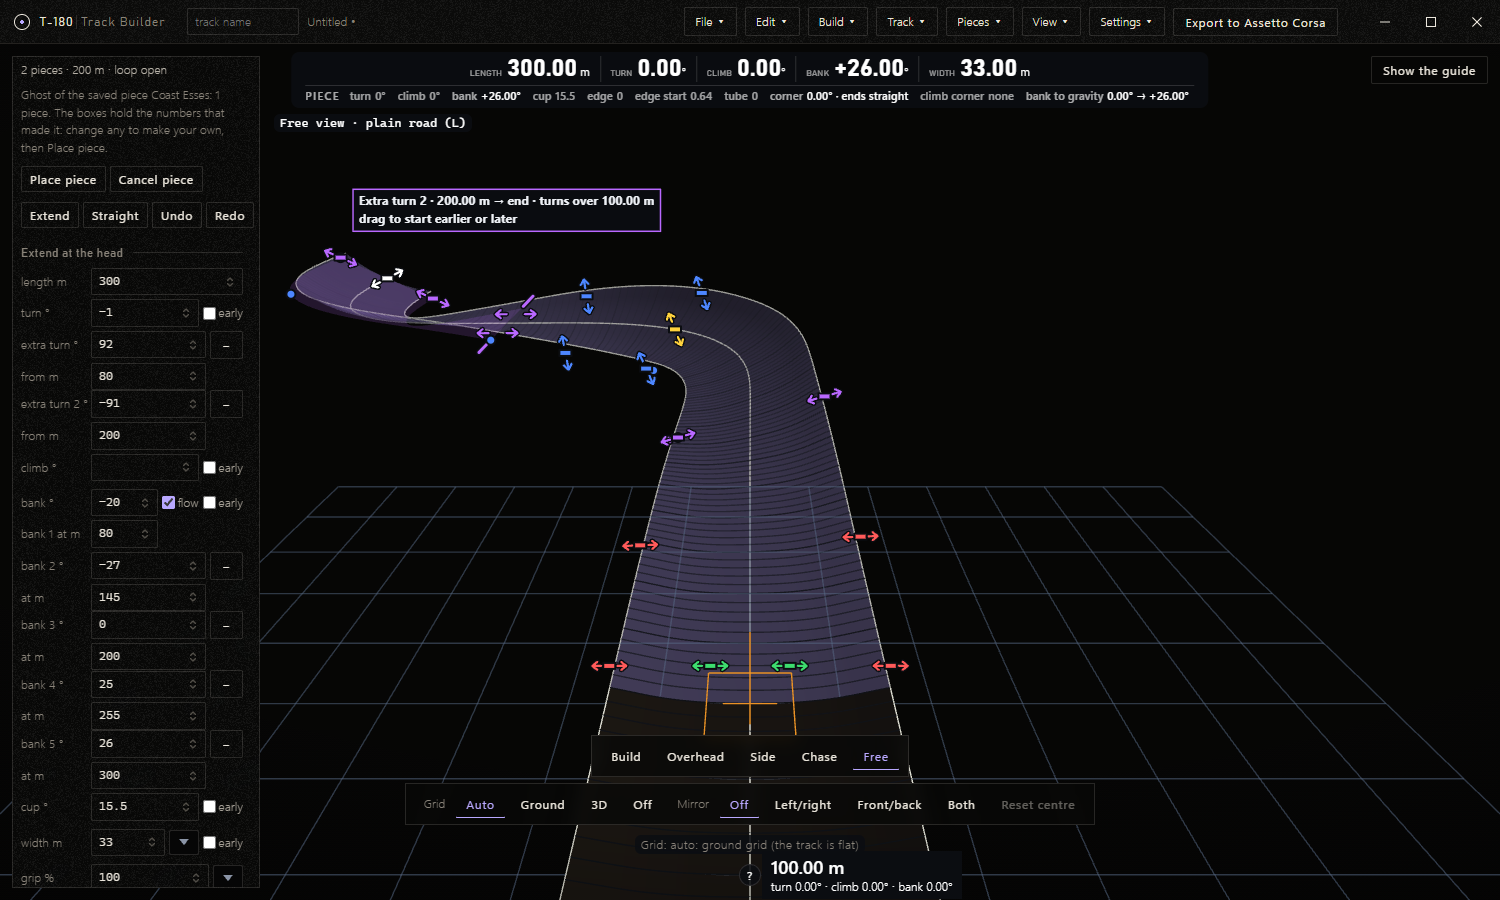 T-180 | Track Builder
track name
Untitled •
File ▾
Edit ▾
Build ▾
Track ▾
Pieces ▾
View ▾
Settings ▾
Export to Assetto Corsa
2 pieces · 200 m · loop open
Ghost of the saved piece Coast Esses: 1
piece. The boxes hold the numbers that
made it: change any to make your own,
then Place piece.
Place piece
Cancel piece
Extend
Straight
Undo
Redo
Extend at the head
length m 300
turn ° −1 early
extra turn ° 92 −
from m 80
extra turn 2 ° −91 −
from m 200
climb ° early
bank ° −20 flow early
bank 1 at m 80
bank 2 ° −27 −
at m 145
bank 3 ° 0 −
at m 200
bank 4 ° 25 −
at m 255
bank 5 ° 26 −
at m 300
cup ° 15.5 early
width m 33 early
grip % 100
LENGTH 300.00 m TURN 0.00° CLIMB 0.00° BANK +26.00° WIDTH 33.00 m
PIECE turn 0° climb 0° bank +26.00° cup 15.5 edge 0 edge start 0.64 tube 0 corner 0.00° · ends straight climb corner none bank to gravity 0.00° → +26.00°
Show the guide
Free view · plain road (L)
Extra turn 2 · 200.00 m → end · turns over 100.00 m
drag to start earlier or later
Build
Overhead
Side
Chase
Free
Grid
Auto
Ground
3D
Off
Mirror
Off
Left/right
Front/back
Both
Reset centre
Grid: auto: ground grid (the track is flat)
?
100.00 m
turn 0.00° · climb 0.00° · bank 0.00°